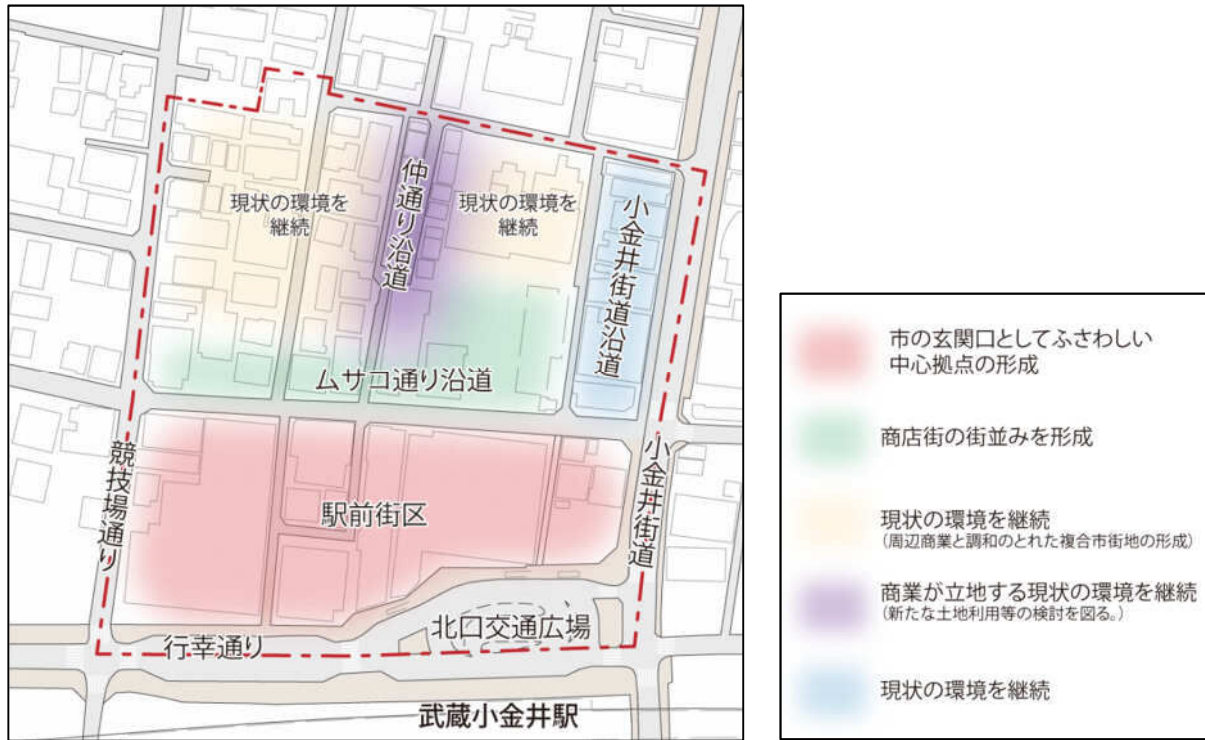 現状の環境を
継続
仲通り沿道
現状の環境を
継続
小金井街道沿道
ムサコ通り沿道
競技場通り
駅前街区
小金井街道
行幸通り
北口交通広場
武蔵小金井駅
市の玄関口としてふさわしい
中心拠点の形成
商店街の街並みを形成
現状の環境を継続
(周辺商業と調和のとれた複合市街地の形成)
商業が立地する現状の環境を継続
(新たな土地利用等の検討を図る。)
現状の環境を継続